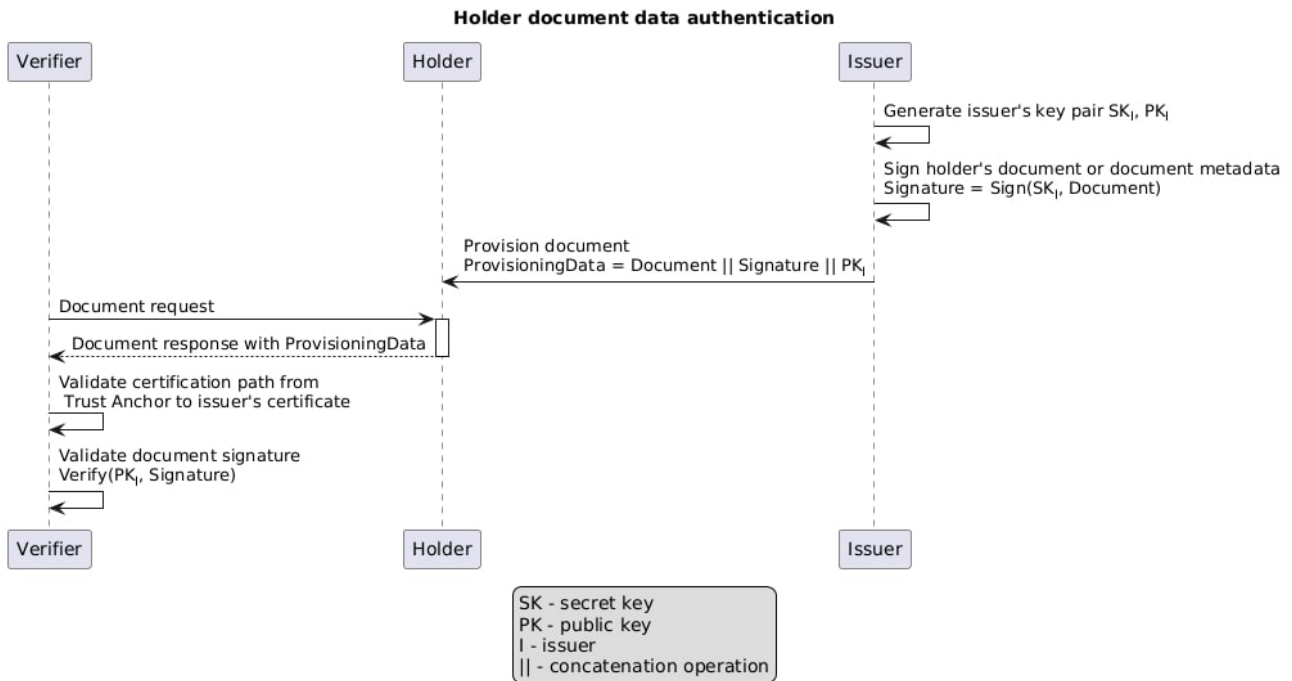 Holder document data authentication
Verifier
Holder
Issuer
Generate issuer's key pair SKI, PKI
Sign holder's document or document metadata
Signature = Sign(SKI, Document)
Provision document
ProvisioningData = Document || Signature || PKI
Document request
Document response with ProvisioningData
Validate certification path from
Trust Anchor to issuer's certificate
Validate document signature
Verify(PKI, Signature)
Verifier
Holder
Issuer
SK - secret key
PK - public key
I - issuer
|| - concatenation operation